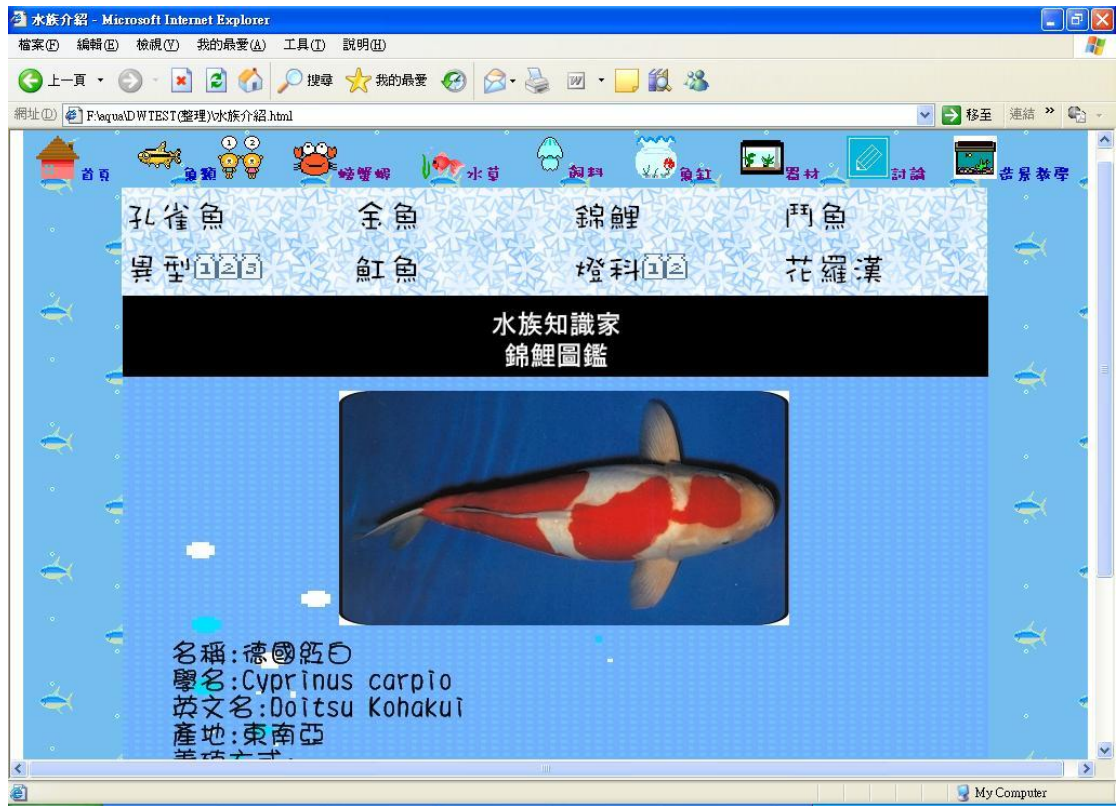 水族介紹 - Microsoft Internet Explorer
檔案(F) 編輯(E) 檢視(V) 我的最愛(A) 工具(T) 說明(H)
上一頁 搜尋 我的最愛
網址(D) F:\aqua\DWTEST(整理)\水族介紹.html 移至 連結 »
首頁 魚類 螃蟹蝦 水草 飼料 魚缸 器材 討論 造景教學
孔雀魚 金魚 錦鯉 鬥魚
異型123 魟魚 燈科12 花羅漢
水族知識家
錦鯉圖鑑
名稱:德國紅白
學名:Cyprinus carpio
英文名:Doitsu Kohakui
產地:東南亞
My Computer